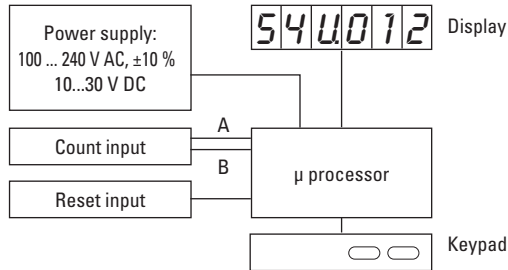 Power supply:
100 ... 240 V AC, ±10 %
10...30 V DC
54U.012
Display
A
Count input
B
Reset input
µ processor
Keypad